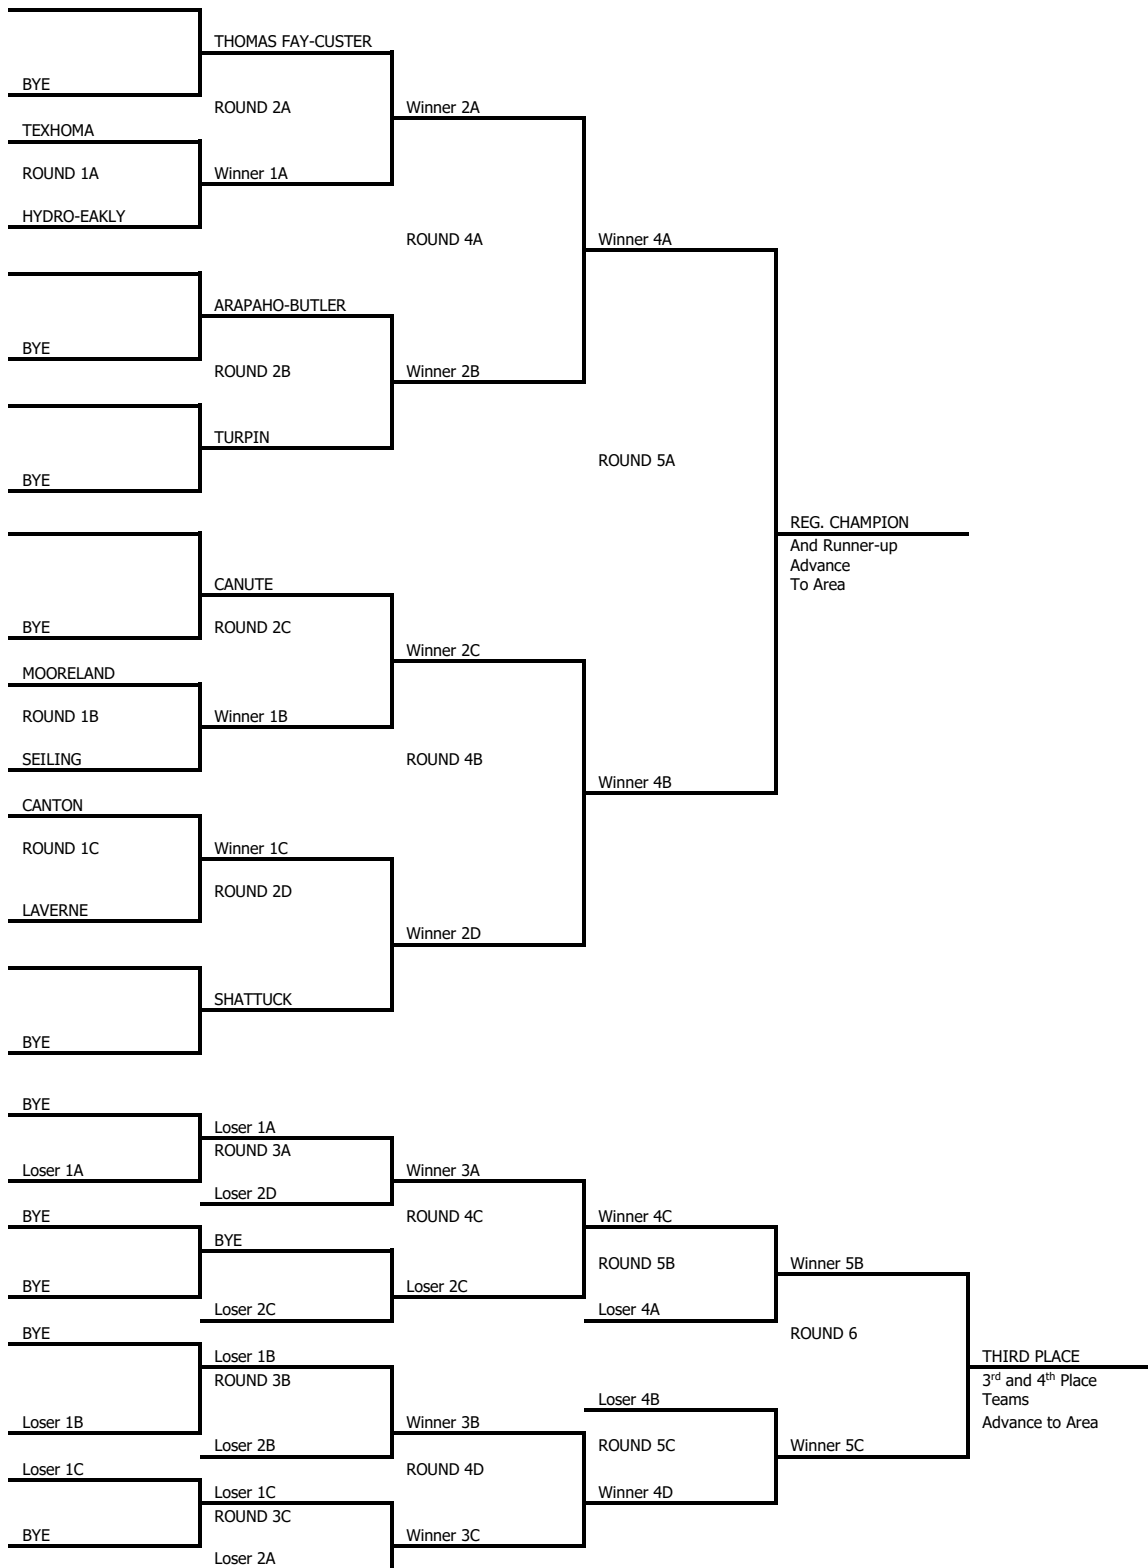 THOMAS FAY-CUSTER
BYE
ROUND 2A
Winner 2A
TEXHOMA
ROUND 1A
Winner 1A
HYDRO-EAKLY
ROUND 4A
Winner 4A
ARAPAHO-BUTLER
BYE
ROUND 2B
Winner 2B
TURPIN
ROUND 5A
BYE
REG. CHAMPION
And Runner-up
Advance
To Area
CANUTE
BYE
ROUND 2C
Winner 2C
MOORELAND
ROUND 1B
Winner 1B
SEILING
ROUND 4B
Winner 4B
CANTON
ROUND 1C
Winner 1C
ROUND 2D
LAVERNE
Winner 2D
SHATTUCK
BYE
BYE
Loser 1A
ROUND 3A
Loser 1A
Winner 3A
Loser 2D
BYE
ROUND 4C
Winner 4C
BYE
ROUND 5B
Winner 5B
BYE
Loser 2C
Loser 2C
Loser 4A
BYE
ROUND 6
Loser 1B
THIRD PLACE
ROUND 3B
3rd and 4th Place
Teams
Advance to Area
Loser 4B
Loser 1B
Winner 3B
Loser 2B
ROUND 5C
Winner 5C
Loser 1C
ROUND 4D
Loser 1C
Winner 4D
ROUND 3C
BYE
Winner 3C
Loser 2A